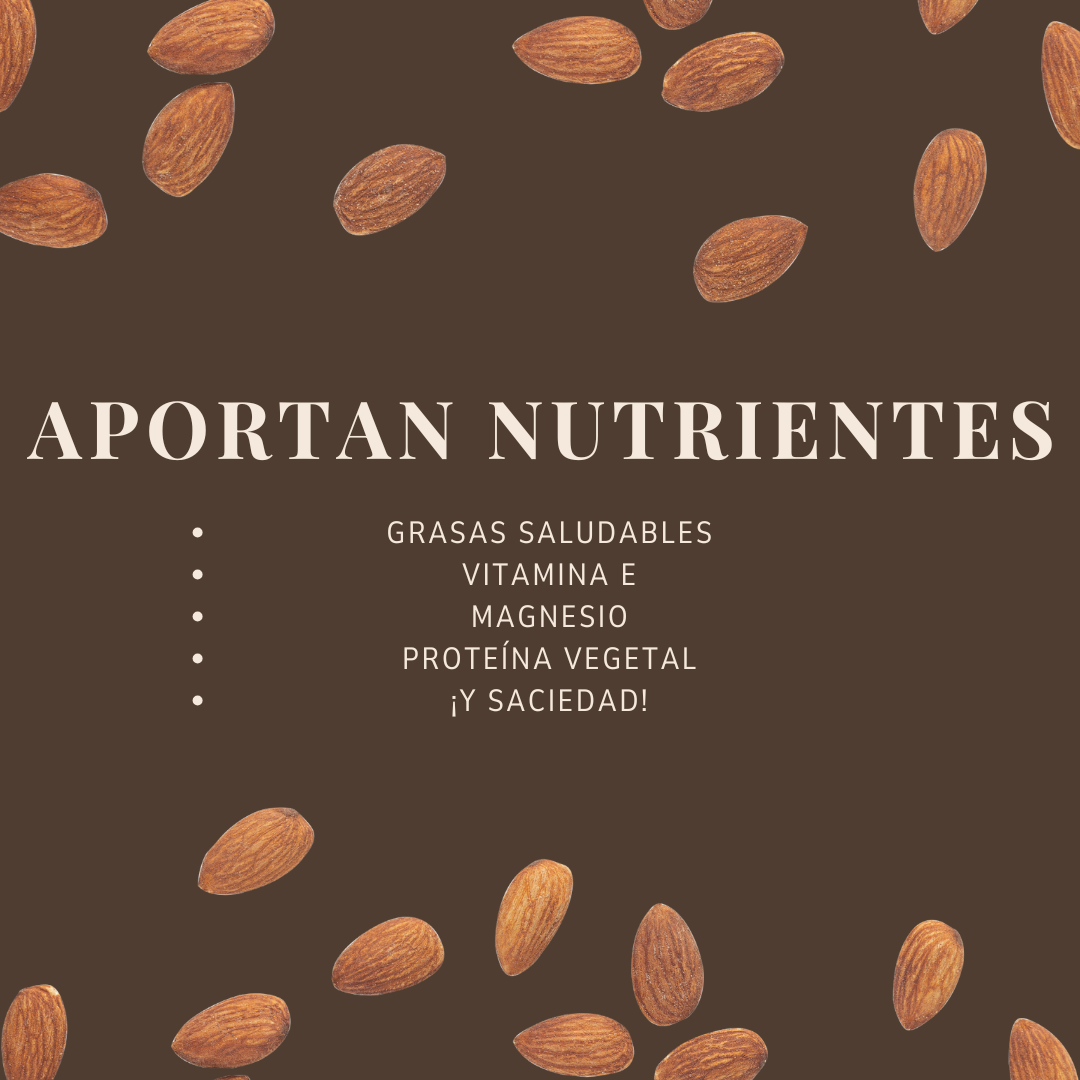 APORTAN NUTRIENTES
• GRASAS SALUDABLES
• VITAMINA E
• MAGNESIO
• PROTEÍNA VEGETAL
• ¡Y SACIEDAD!